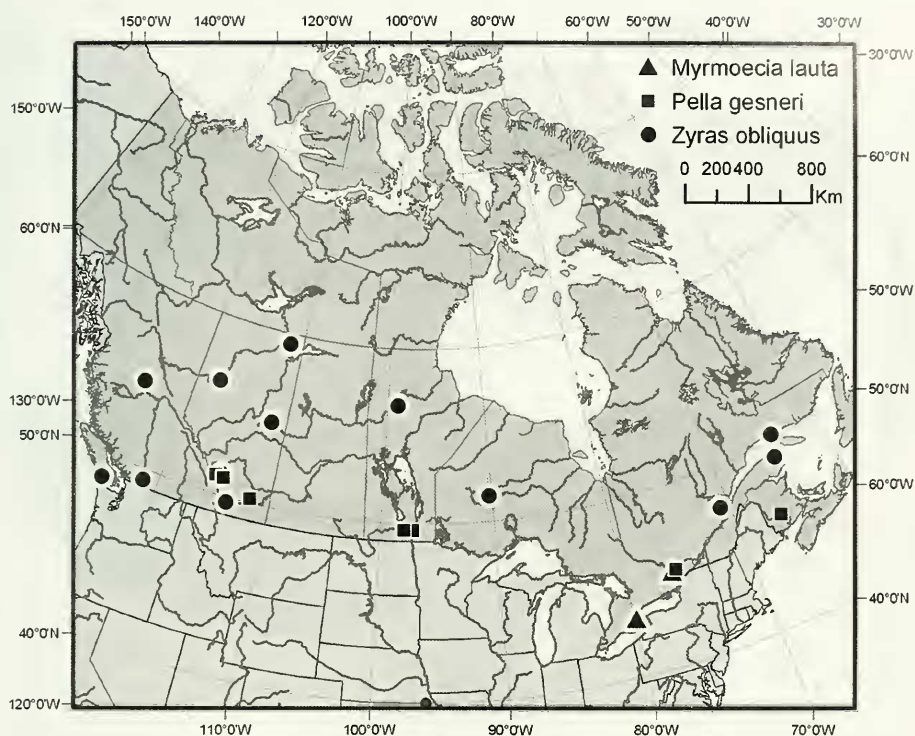 150°0'W 140°0'W 120°0'W 100°0'W 80°0'W 60°0'W 40°0'W 30°0'W
30°0'W
Myrmoecia lauta
150°0'W
Pella gesneri
Zyras obliquus
60°0'W
0 200 400 800
Km
60°0'N
50°0'W
130°0'W
50°0'W
50°0'N
60°0'W
40°0'N
40°0'W
120°0'W
110°0'W 100°0'W 90°0'W 80°0'W 70°0'W